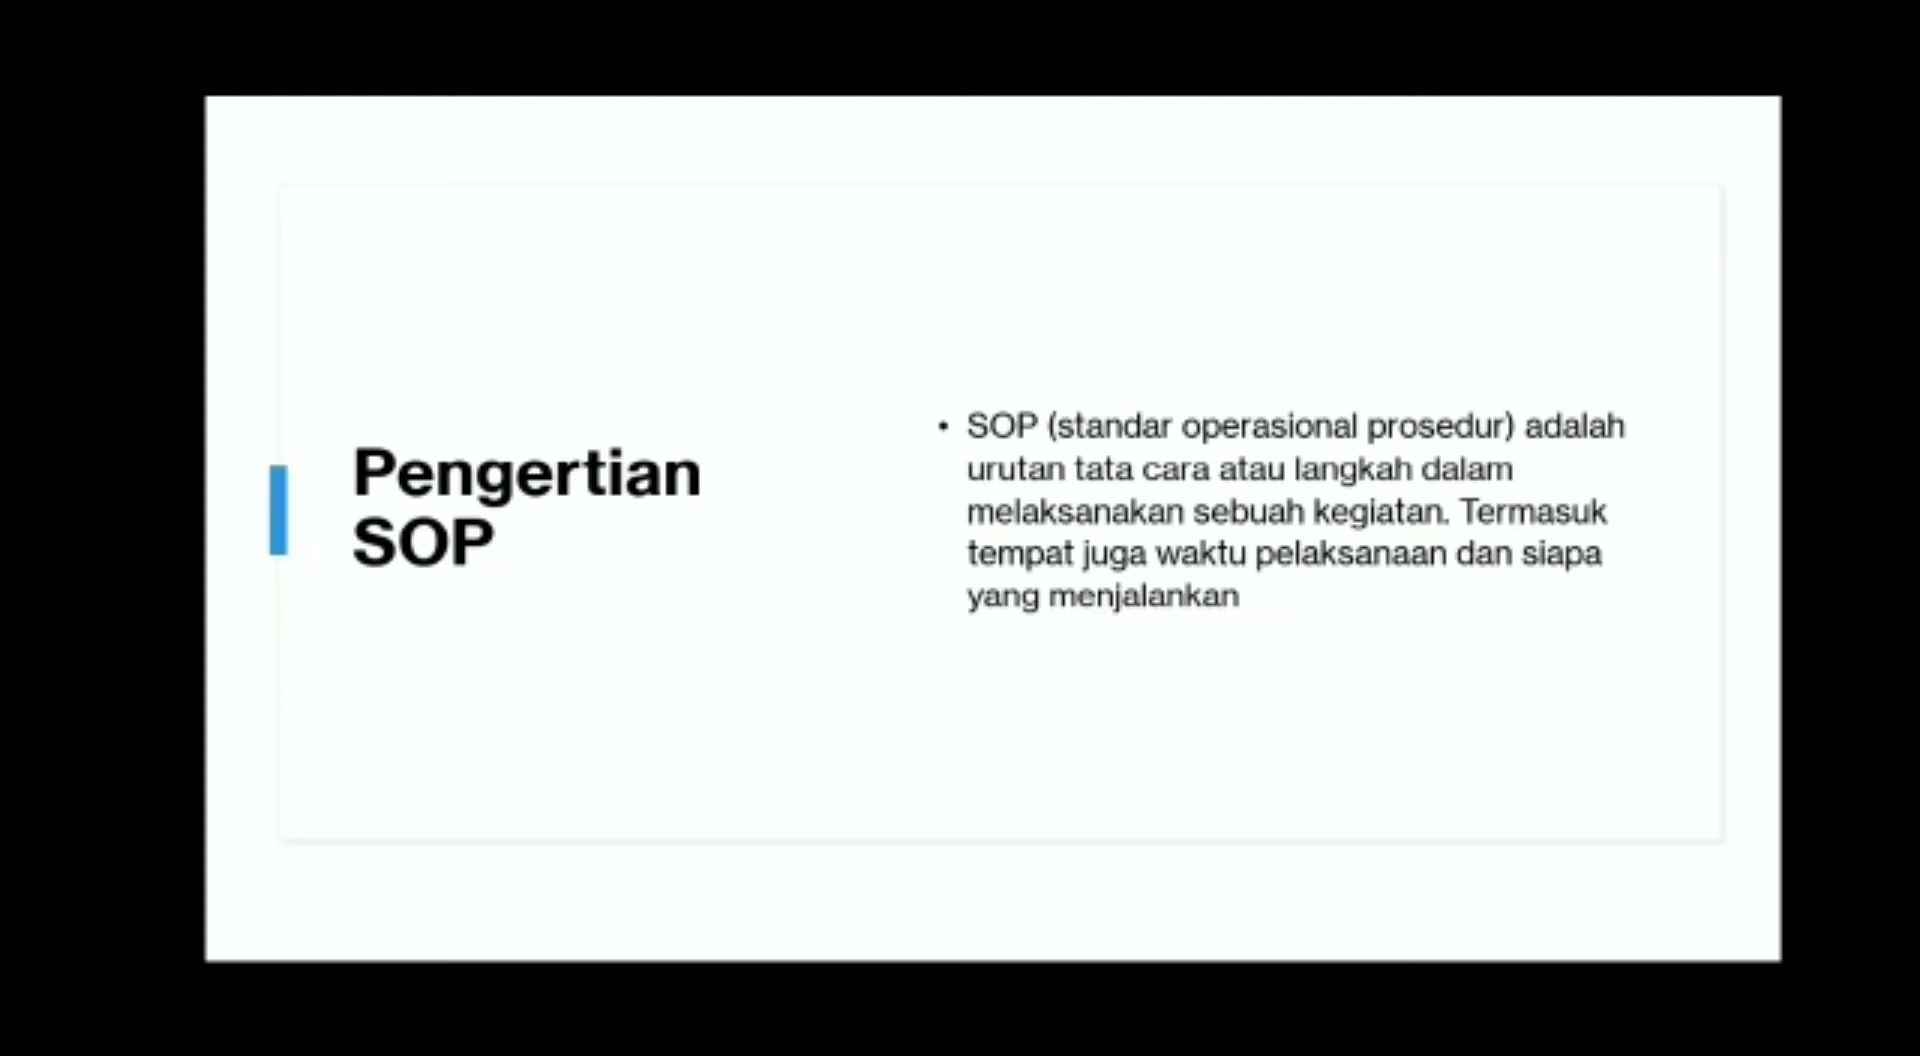 Pengertian
SOP
• SOP (standar operasional prosedur) adalah
urutan tata cara atau langkah dalam
melaksanakan sebuah kegiatan. Termasuk
tempat juga waktu pelaksanaan dan siapa
yang menjalankan